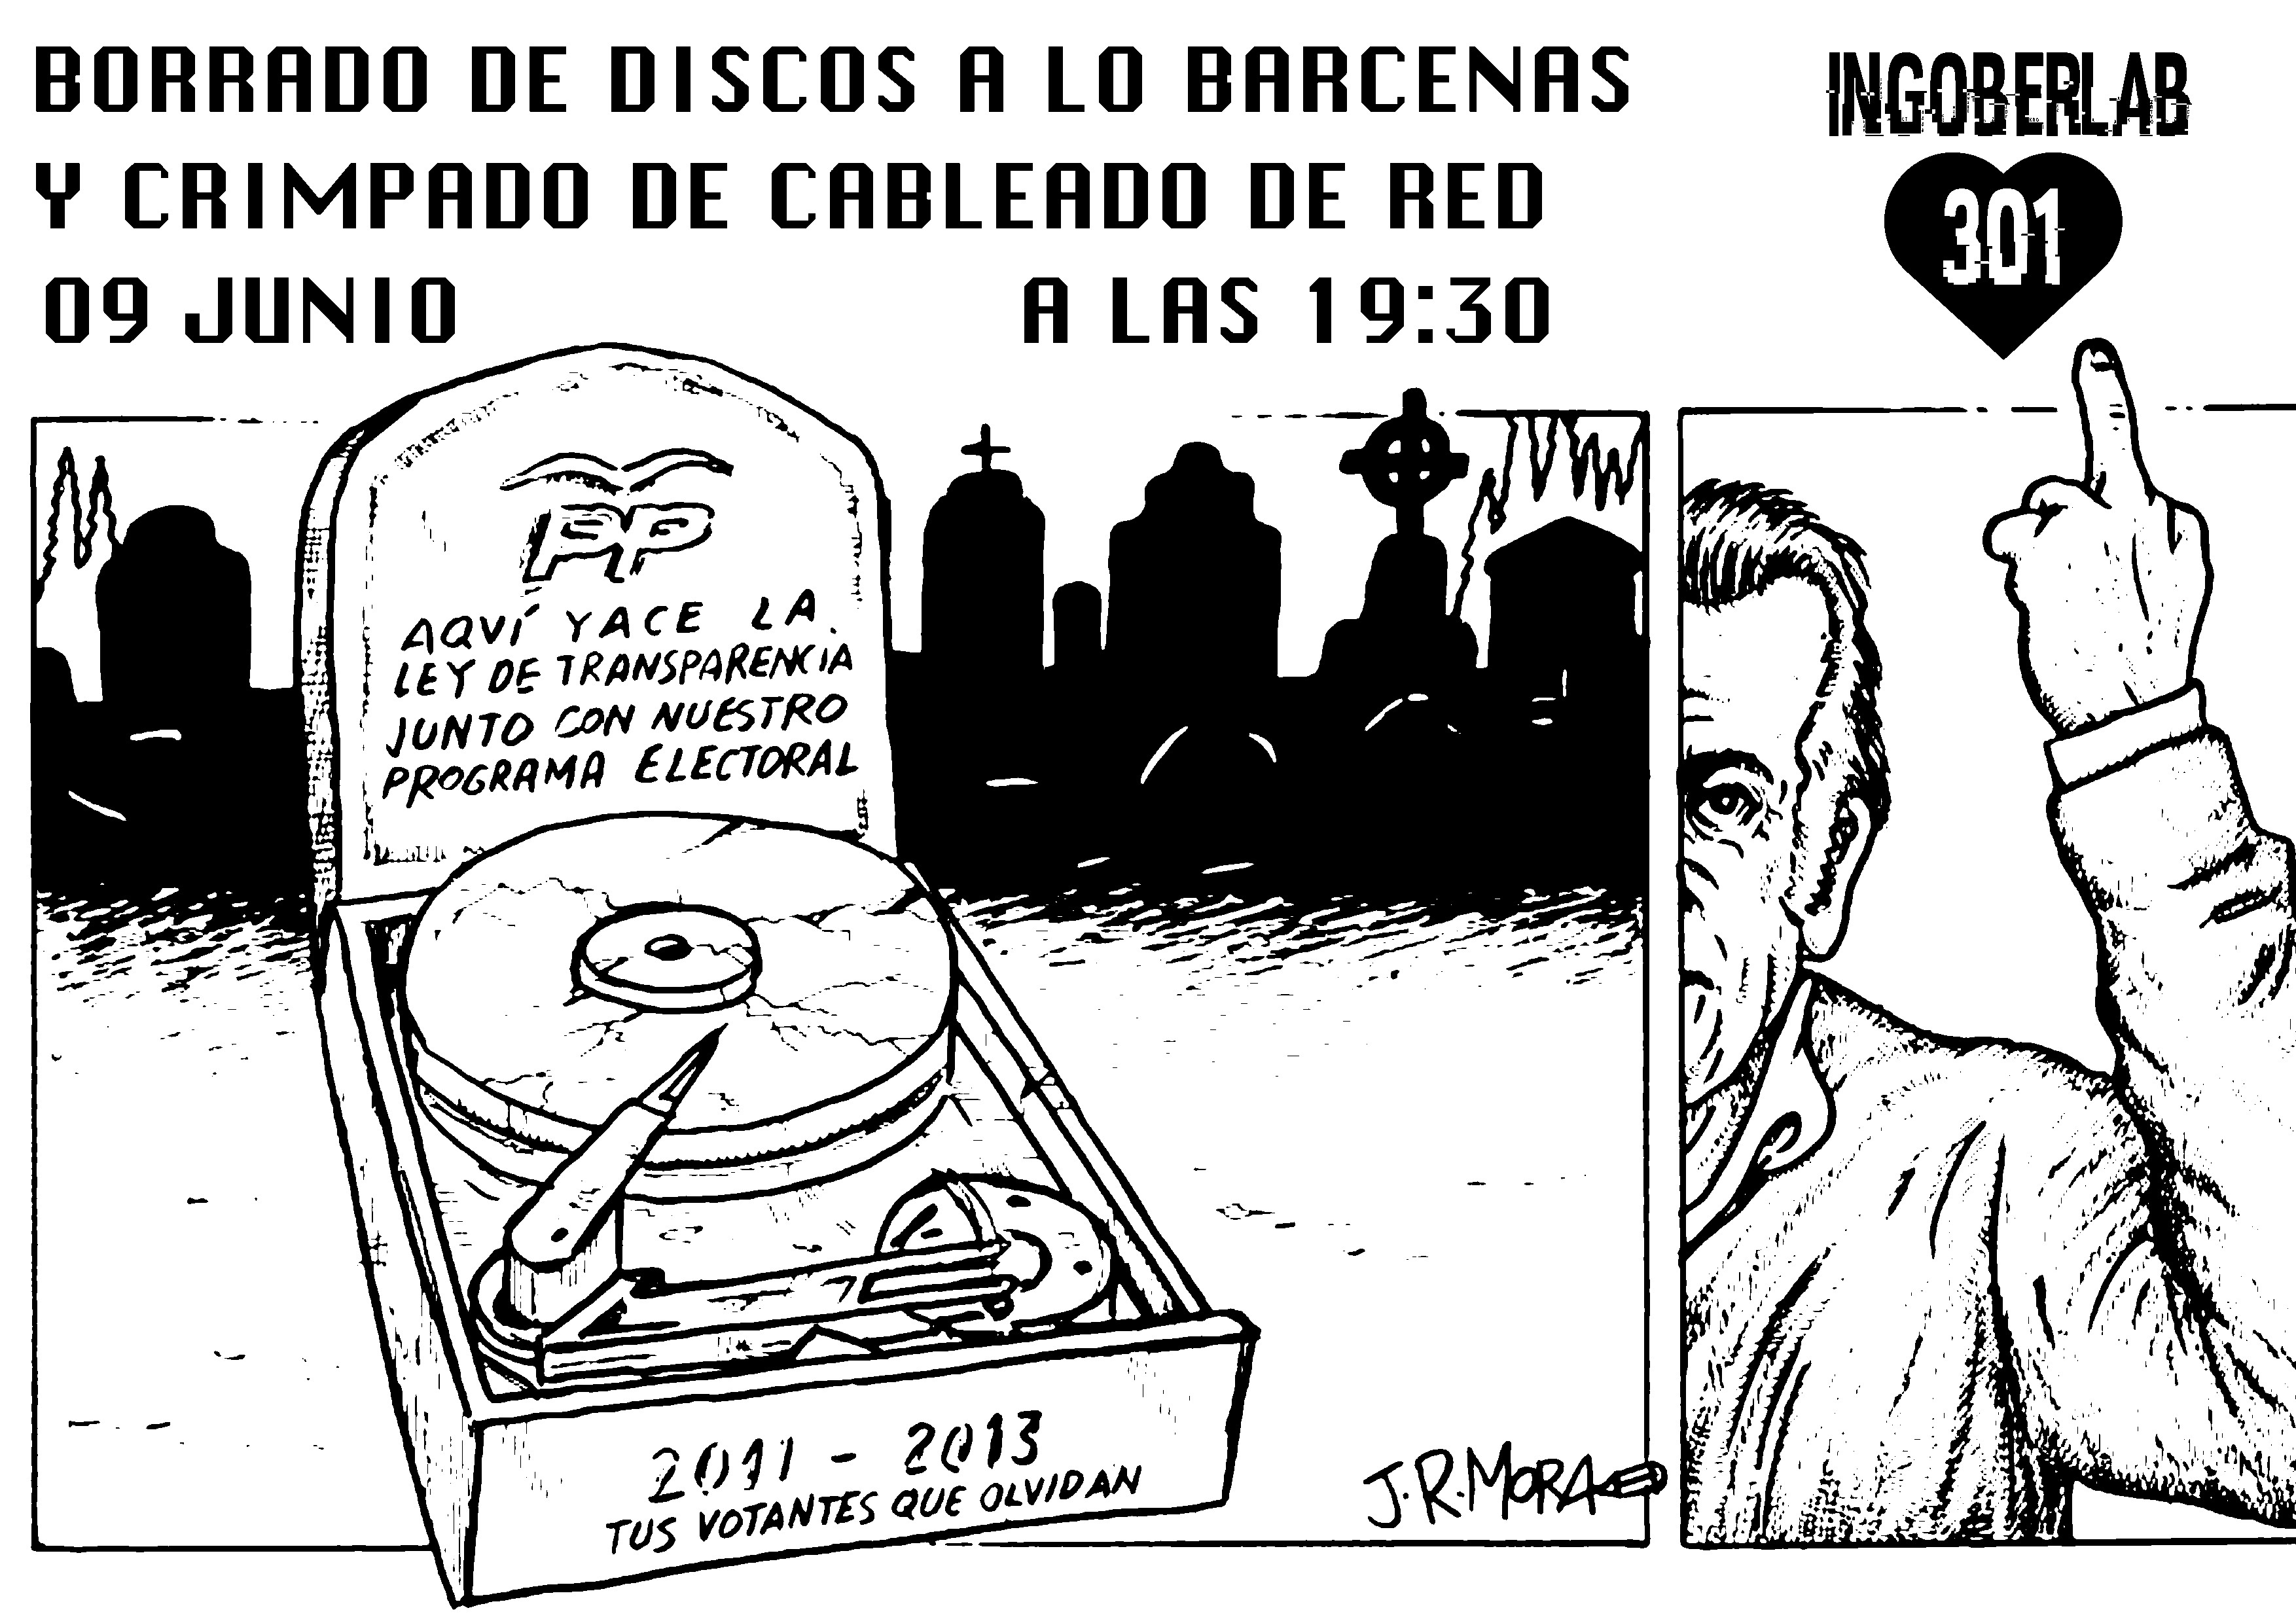 BORRADO DE DISCOS A LO BARCENAS
Y CRIMPADO DE CABLEADO DE RED
09 JUNIO A LAS 19:30
INGOBERLAB
301
PP
AQUÍ YACE LA
LEY DE TRANSPARENCIA
JUNTO CON NUESTRO
PROGRAMA ELECTORAL
2011 - 2013
TUS VOTANTES QUE OLVIDAN
J.R.MORA